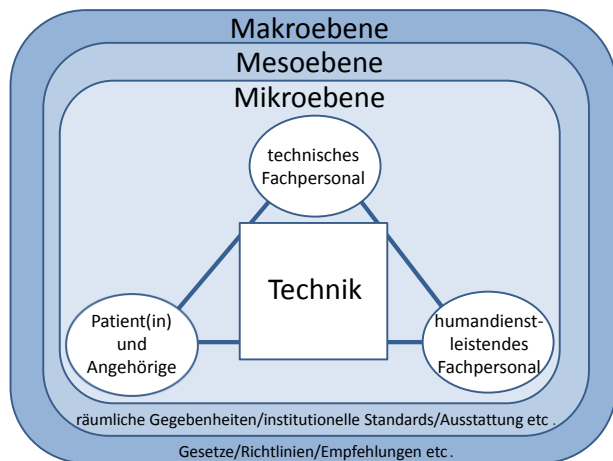 Makroebene
Mesoebene
Mikroebene
technisches
Fachpersonal
Technik
Patient(in)
und
Angehörige
humandienst-
leistendes
Fachpersonal
räumliche Gegebenheiten/institutionelle Standards/Ausstattung etc .
Gesetze/Richtlinien/Empfehlungen etc .